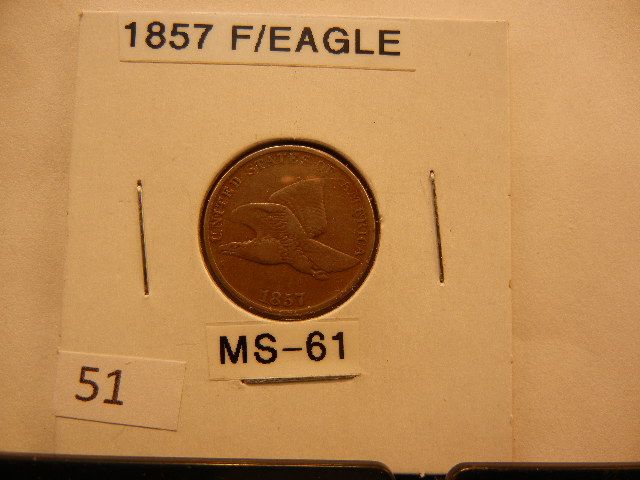 1857 F/EAGLE
UNITED STATES OF AMERICA
1857
MS-61
51